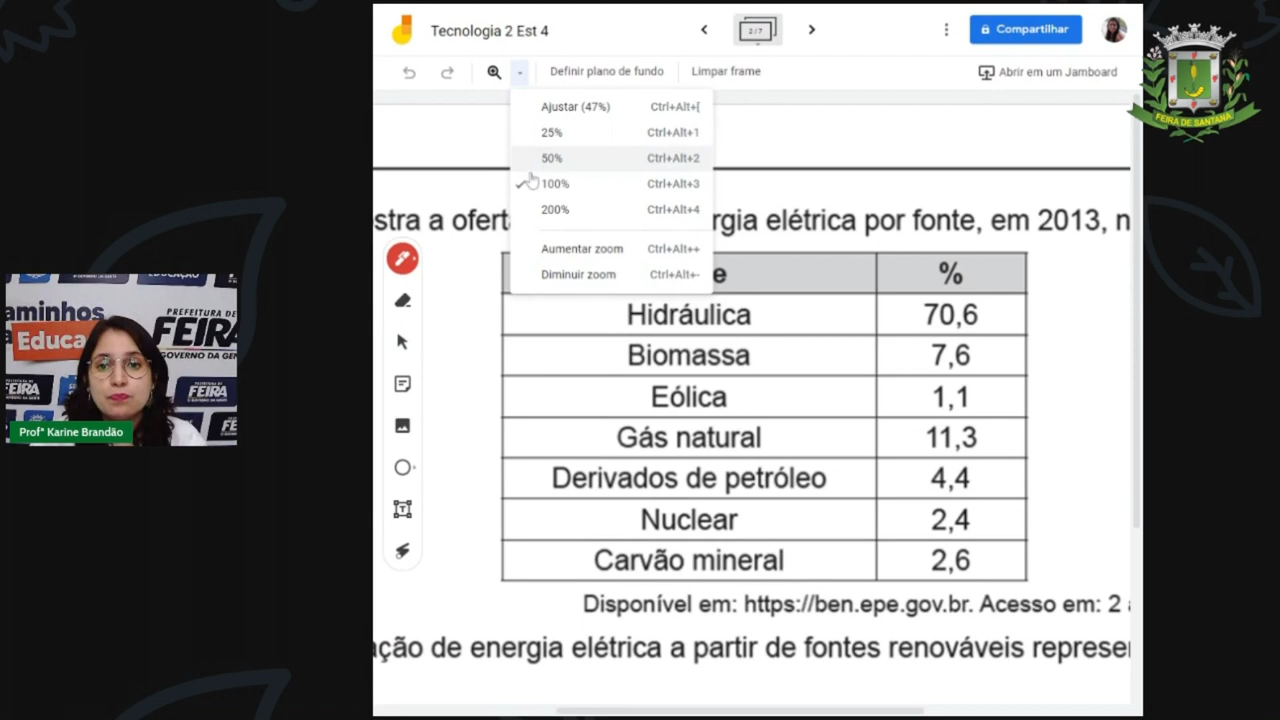 Tecnologia 2 Est 4
2/7
Compartilhar
Definir plano de fundo
Limpar frame
Abrir em um Jamboard
FEIRA DE SANTANA
Ajustar (47%) Ctrl+Alt+[
25% Ctrl+Alt+1
50% Ctrl+Alt+2
100% Ctrl+Alt+3
200% Ctrl+Alt+4
Aumentar zoom Ctrl+Alt++
Diminuir zoom Ctrl+Alt+-
stra a ofert rgia elétrica por fonte, em 2013, n
e %
Hidráulica 70,6
Biomassa 7,6
Eólica 1,1
Gás natural 11,3
Derivados de petróleo 4,4
Nuclear 2,4
Carvão mineral 2,6
Disponível em: https://ben.epe.gov.br. Acesso em: 2
ação de energia elétrica a partir de fontes renováveis represe
EDUCAÇÃO
aminhos
Educa
PREFEITURA DE
FEIRA
GOVERNO DA GEN
FEIRA
FEIRA
Profª Karine Brandão